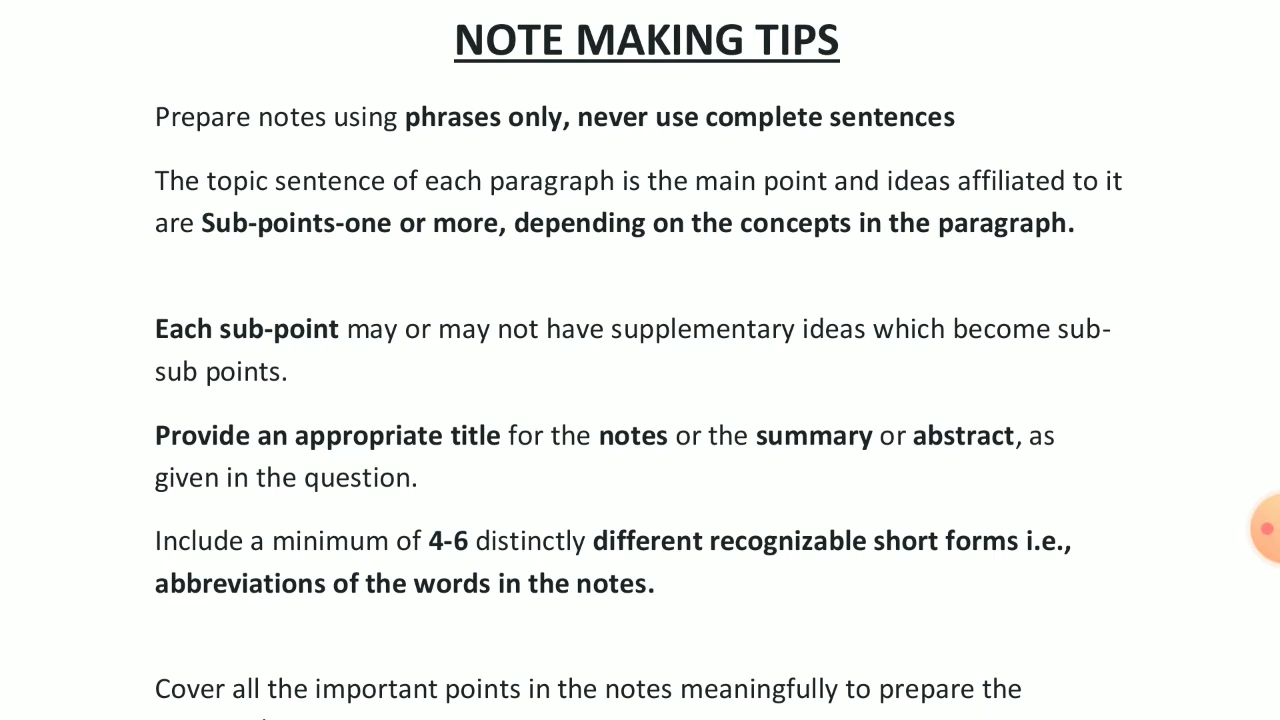 NOTE MAKING TIPS
Prepare notes using phrases only, never use complete sentences
The topic sentence of each paragraph is the main point and ideas affiliated to it
are Sub-points-one or more, depending on the concepts in the paragraph.
Each sub-point may or may not have supplementary ideas which become sub-
sub points.
Provide an appropriate title for the notes or the summary or abstract, as
given in the question.
Include a minimum of 4-6 distinctly different recognizable short forms i.e.,
abbreviations of the words in the notes.
Cover all the important points in the notes meaningfully to prepare the